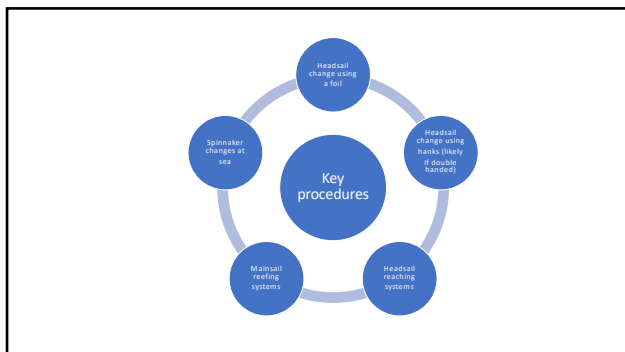 Headsail
change using
a foil
Headsail
change using
hanks (likely
if double
handed)
Headsail
reaching
systems
Mainsail
reefing
systems
Spinnaker
changes at
sea
Key
procedures